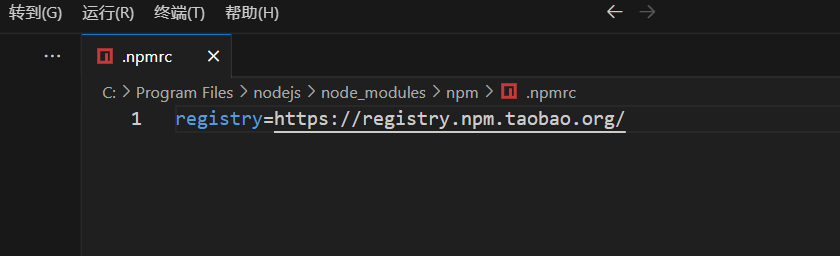 转到(G) 运行(R) 终端(T) 帮助(H)
.npmrc
C: > Program Files > nodejs > node_modules > npm > .npmrc
1 registry=https://registry.npm.taobao.org/